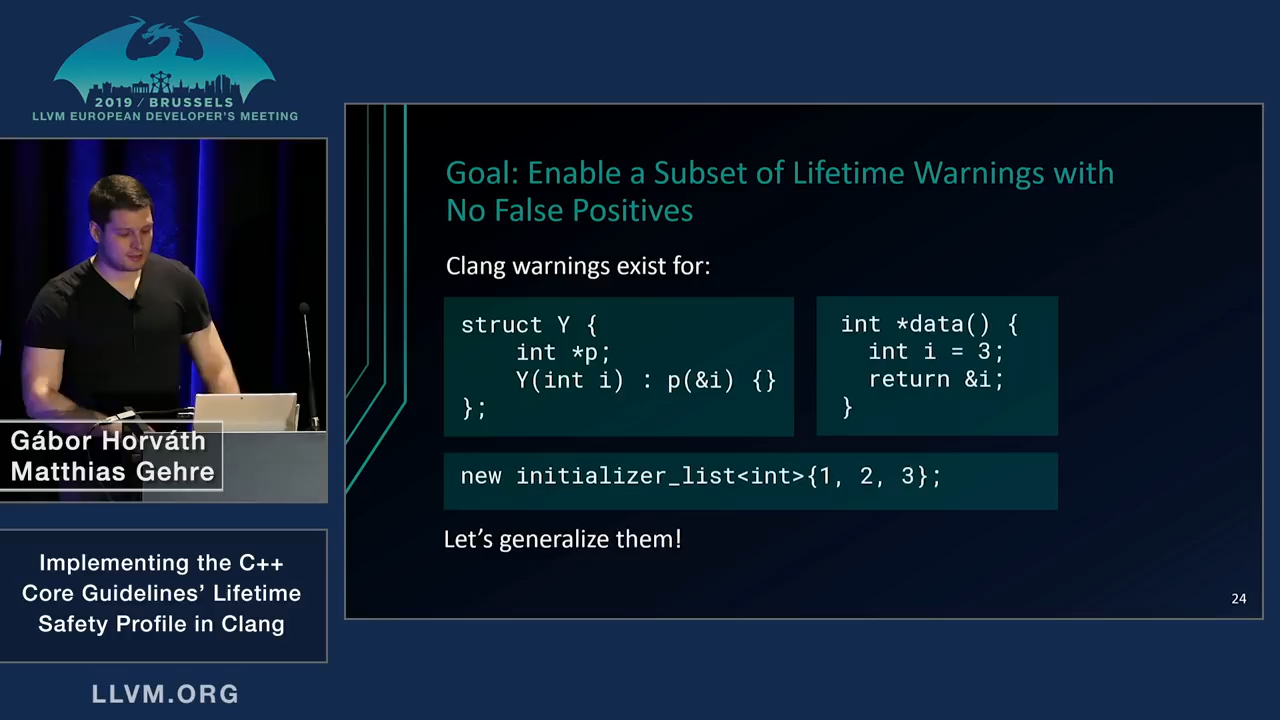 2019 / BRUSSELS
LLVM EUROPEAN DEVELOPER'S MEETING
Goal: Enable a Subset of Lifetime Warnings with
No False Positives
Clang warnings exist for:
struct Y {
    int *p;
    Y(int i) : p(&i) {}
};
int *data() {
  int i = 3;
  return &i;
}
new initializer_list<int>{1, 2, 3};
Let's generalize them!
24
Gábor Horváth
Matthias Gehre
Implementing the C++
Core Guidelines' Lifetime
Safety Profile in Clang
LLVM.ORG